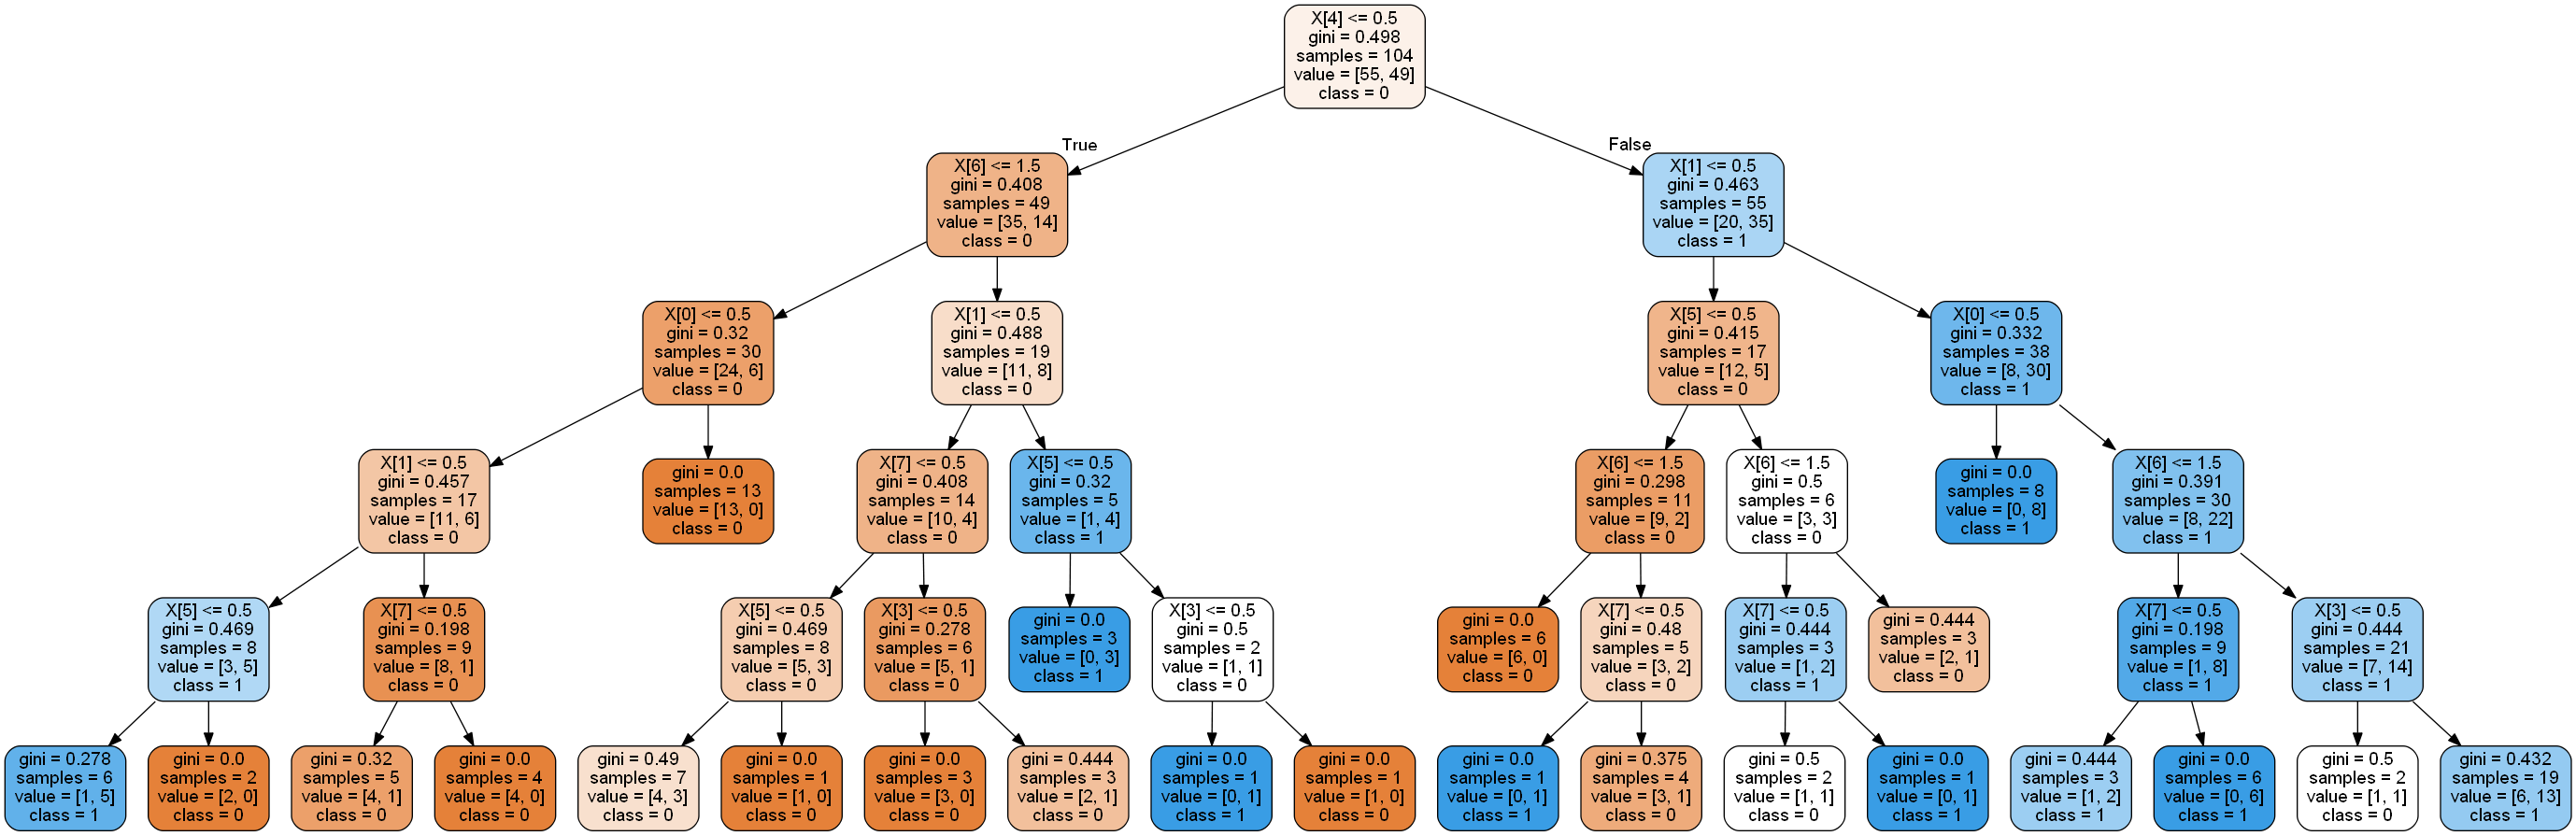 X[4] <= 0.5
gini = 0.498
samples = 104
value = [55, 49]
class = 0
True
False
X[6] <= 1.5
gini = 0.408
samples = 49
value = [35, 14]
class = 0
X[1] <= 0.5
gini = 0.463
samples = 55
value = [20, 35]
class = 1
X[0] <= 0.5
gini = 0.32
samples = 30
value = [24, 6]
class = 0
X[1] <= 0.5
gini = 0.488
samples = 19
value = [11, 8]
class = 0
X[5] <= 0.5
gini = 0.415
samples = 17
value = [12, 5]
class = 0
X[0] <= 0.5
gini = 0.332
samples = 38
value = [8, 30]
class = 1
X[1] <= 0.5
gini = 0.457
samples = 17
value = [11, 6]
class = 0
gini = 0.0
samples = 13
value = [13, 0]
class = 0
X[7] <= 0.5
gini = 0.408
samples = 14
value = [10, 4]
class = 0
X[5] <= 0.5
gini = 0.32
samples = 5
value = [1, 4]
class = 1
X[6] <= 1.5
gini = 0.298
samples = 11
value = [9, 2]
class = 0
X[6] <= 1.5
gini = 0.5
samples = 6
value = [3, 3]
class = 0
gini = 0.0
samples = 8
value = [0, 8]
class = 1
X[6] <= 1.5
gini = 0.391
samples = 30
value = [8, 22]
class = 1
X[5] <= 0.5
gini = 0.469
samples = 8
value = [3, 5]
class = 1
X[7] <= 0.5
gini = 0.198
samples = 9
value = [8, 1]
class = 0
X[5] <= 0.5
gini = 0.469
samples = 8
value = [5, 3]
class = 0
X[3] <= 0.5
gini = 0.278
samples = 6
value = [5, 1]
class = 0
gini = 0.0
samples = 3
value = [0, 3]
class = 1
X[3] <= 0.5
gini = 0.5
samples = 2
value = [1, 1]
class = 0
gini = 0.0
samples = 6
value = [6, 0]
class = 0
X[7] <= 0.5
gini = 0.48
samples = 5
value = [3, 2]
class = 0
X[7] <= 0.5
gini = 0.444
samples = 3
value = [1, 2]
class = 1
gini = 0.444
samples = 3
value = [2, 1]
class = 0
X[7] <= 0.5
gini = 0.198
samples = 9
value = [1, 8]
class = 1
X[3] <= 0.5
gini = 0.444
samples = 21
value = [7, 14]
class = 1
gini = 0.278
samples = 6
value = [1, 5]
class = 1
gini = 0.0
samples = 2
value = [2, 0]
class = 0
gini = 0.32
samples = 5
value = [4, 1]
class = 0
gini = 0.0
samples = 4
value = [4, 0]
class = 0
gini = 0.49
samples = 7
value = [4, 3]
class = 0
gini = 0.0
samples = 1
value = [1, 0]
class = 0
gini = 0.0
samples = 3
value = [3, 0]
class = 0
gini = 0.444
samples = 3
value = [2, 1]
class = 0
gini = 0.0
samples = 1
value = [0, 1]
class = 1
gini = 0.0
samples = 1
value = [1, 0]
class = 0
gini = 0.0
samples = 1
value = [0, 1]
class = 1
gini = 0.375
samples = 4
value = [3, 1]
class = 0
gini = 0.5
samples = 2
value = [1, 1]
class = 0
gini = 0.0
samples = 1
value = [0, 1]
class = 1
gini = 0.444
samples = 3
value = [1, 2]
class = 1
gini = 0.0
samples = 6
value = [0, 6]
class = 1
gini = 0.5
samples = 2
value = [1, 1]
class = 0
gini = 0.432
samples = 19
value = [6, 13]
class = 1